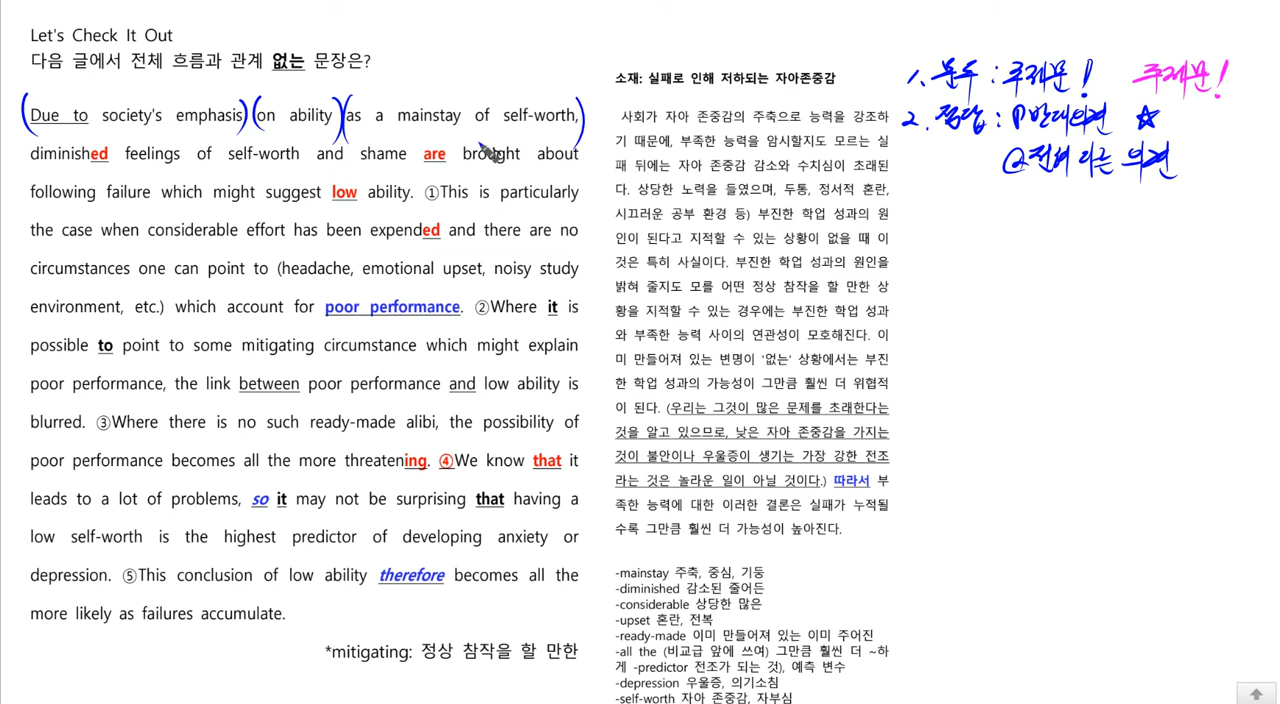 Let's Check It Out
다음 글에서 전체 흐름과 관계 없는 문장은?
Due to society's emphasis on ability as a mainstay of self-worth,
diminished feelings of self-worth and shame are brought about
following failure which might suggest low ability. ①This is particularly
the case when considerable effort has been expended and there are no
circumstances one can point to (headache, emotional upset, noisy study
environment, etc.) which account for poor performance. ②Where it is
possible to point to some mitigating circumstance which might explain
poor performance, the link between poor performance and low ability is
blurred. ③Where there is no such ready-made alibi, the possibility of
poor performance becomes all the more threatening. ④We know that it
leads to a lot of problems, so it may not be surprising that having a
low self-worth is the highest predictor of developing anxiety or
depression. ⑤This conclusion of low ability therefore becomes all the
more likely as failures accumulate.
*mitigating: 정상 참작을 할 만한
소재: 실패로 인해 저하되는 자아존중감
사회가 자아 존중감의 주축으로 능력을 강조하
기 때문에, 부족한 능력을 암시할지도 모르는 실
패 뒤에는 자아 존중감 감소와 수치심이 초래된
다. 상당한 노력을 들였으며, 두통, 정서적 혼란,
시끄러운 공부 환경 등) 부진한 학업 성과의 원
인이 된다고 지적할 수 있는 상황이 없을 때 이
것은 특히 사실이다. 부진한 학업 성과의 원인을
밝혀 줄지도 모를 어떤 정상 참작을 할 만한 상
황을 지적할 수 있는 경우에는 부진한 학업 성과
와 부족한 능력 사이의 연관성이 모호해진다. 이
미 만들어져 있는 변명이 '없는' 상황에서는 부진
한 학업 성과의 가능성이 그만큼 훨씬 더 위협적
이 된다. (우리는 그것이 많은 문제를 초래한다는
것을 알고 있으므로, 낮은 자아 존중감을 가지는
것이 불안이나 우울증이 생기는 가장 강한 전조
라는 것은 놀라운 일이 아닐 것이다.) 따라서 부
족한 능력에 대한 이러한 결론은 실패가 누적될
수록 그만큼 훨씬 더 가능성이 높아진다.
-mainstay 주축, 중심, 기둥
-diminished 감소된 줄어든
-considerable 상당한 많은
-upset 혼란, 전복
-ready-made 이미 만들어져 있는 이미 주어진
-all the (비교급 앞에 쓰여) 그만큼 훨씬 더 ~하
게 -predictor 전조가 되는 것), 예측 변수
-depression 우울증, 의기소침
-self-worth 자아 존중감, 자부심
1. 문두 : 주제문! 주제문!
2. 정답 : ① 반대의견 ☆
② 전혀 다른 의견